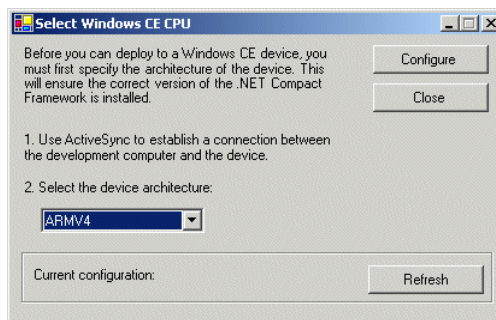 Select Windows CE CPU
Before you can deploy to a Windows CE device, you
must first specify the architecture of the device. This
will ensure the correct version of the .NET Compact
Framework is installed.
Configure
Close
1. Use ActiveSync to establish a connection between
the development computer and the device.
2. Select the device architecture:
ARMV4
Current configuration:
Refresh